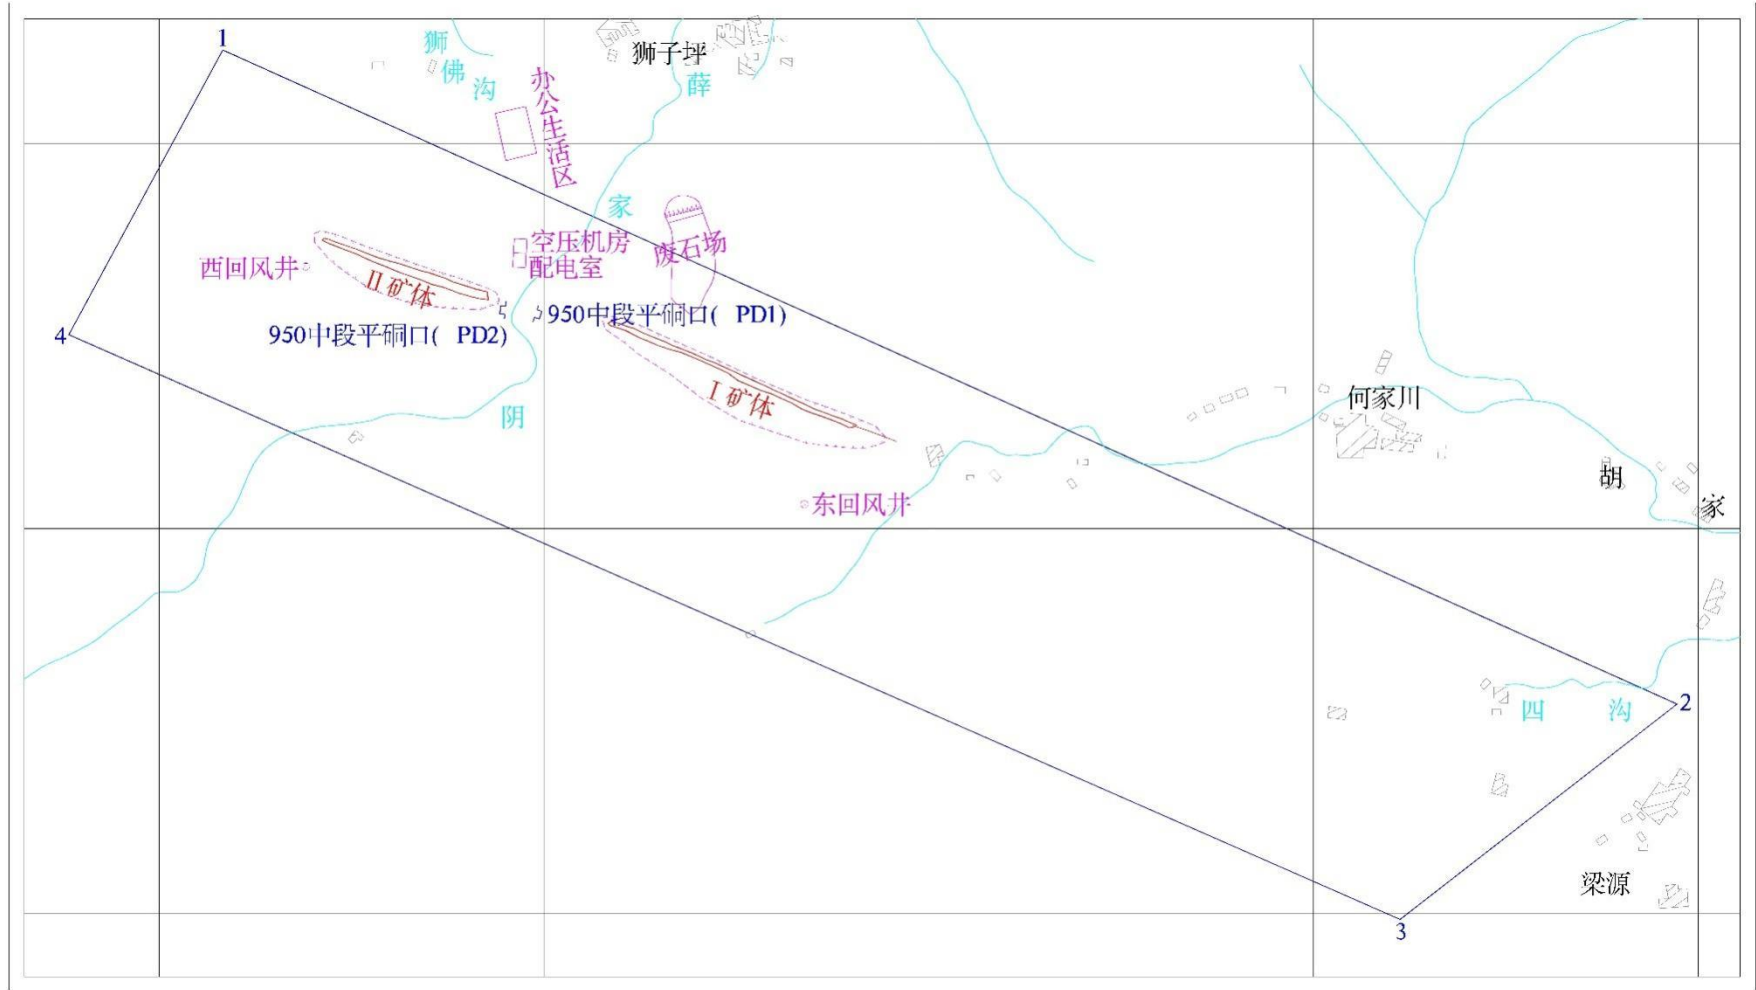 1
狮佛沟
狮子坪
薛家阴
办公生活区
空压机房
配电室
废石场
西回风井
II 矿体
950中段平硐口( PD1)
950中段平硐口( PD2)
4
I 矿体
何家川
东回风井
胡家
四沟
2
梁源
3